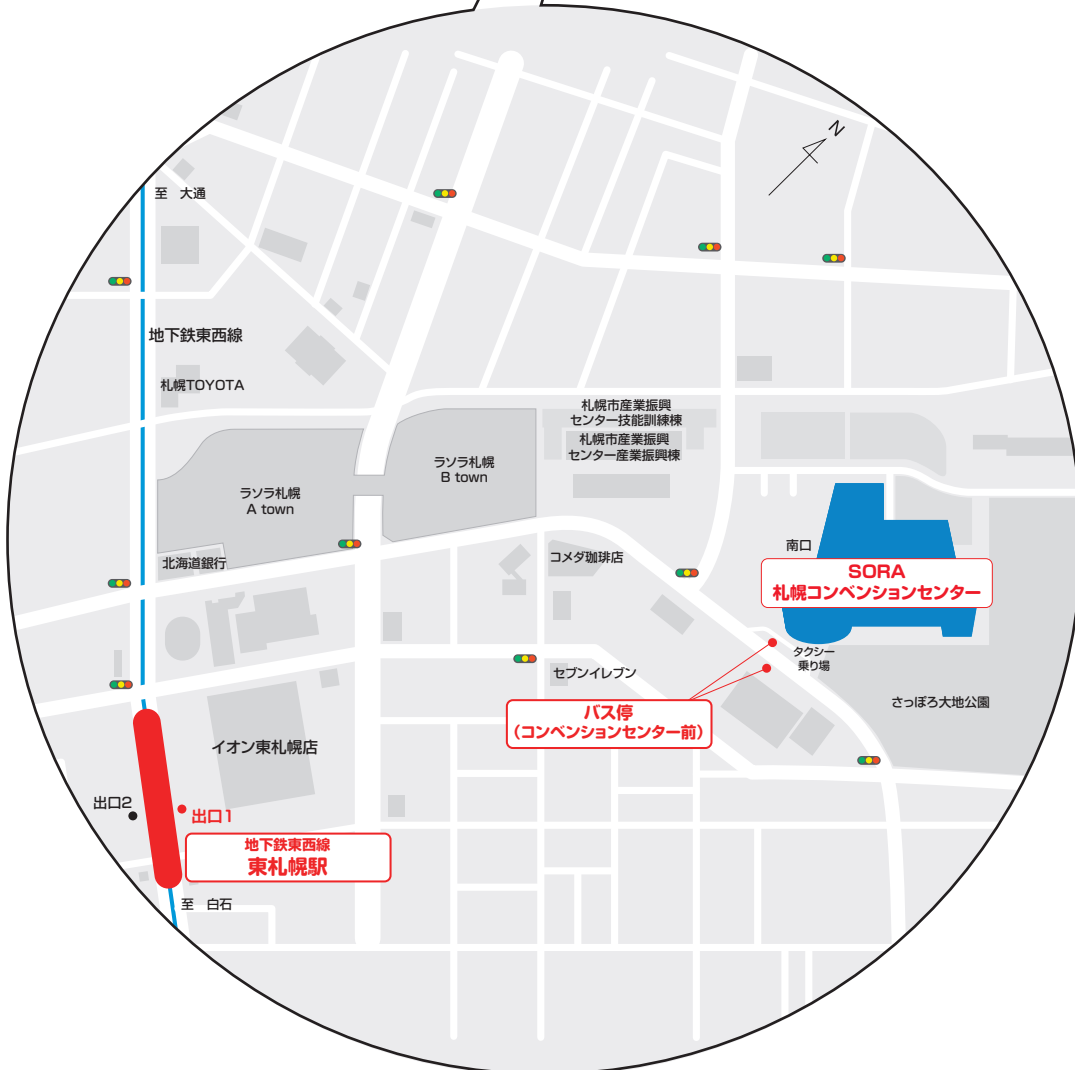 N
至 大通
地下鉄東西線
札幌TOYOTA
札幌市産業振興
センター技能訓練棟
札幌市産業振興
センター産業振興棟
ラソラ札幌
B town
ラソラ札幌
A town
北海道銀行
コメダ珈琲店
南口
SORA
札幌コンベンションセンター
タクシー
乗り場
セブンイレブン
さっぽろ大地公園
バス停
(コンベンションセンター前)
イオン東札幌店
出口2
出口1
地下鉄東西線
東札幌駅
至 白石